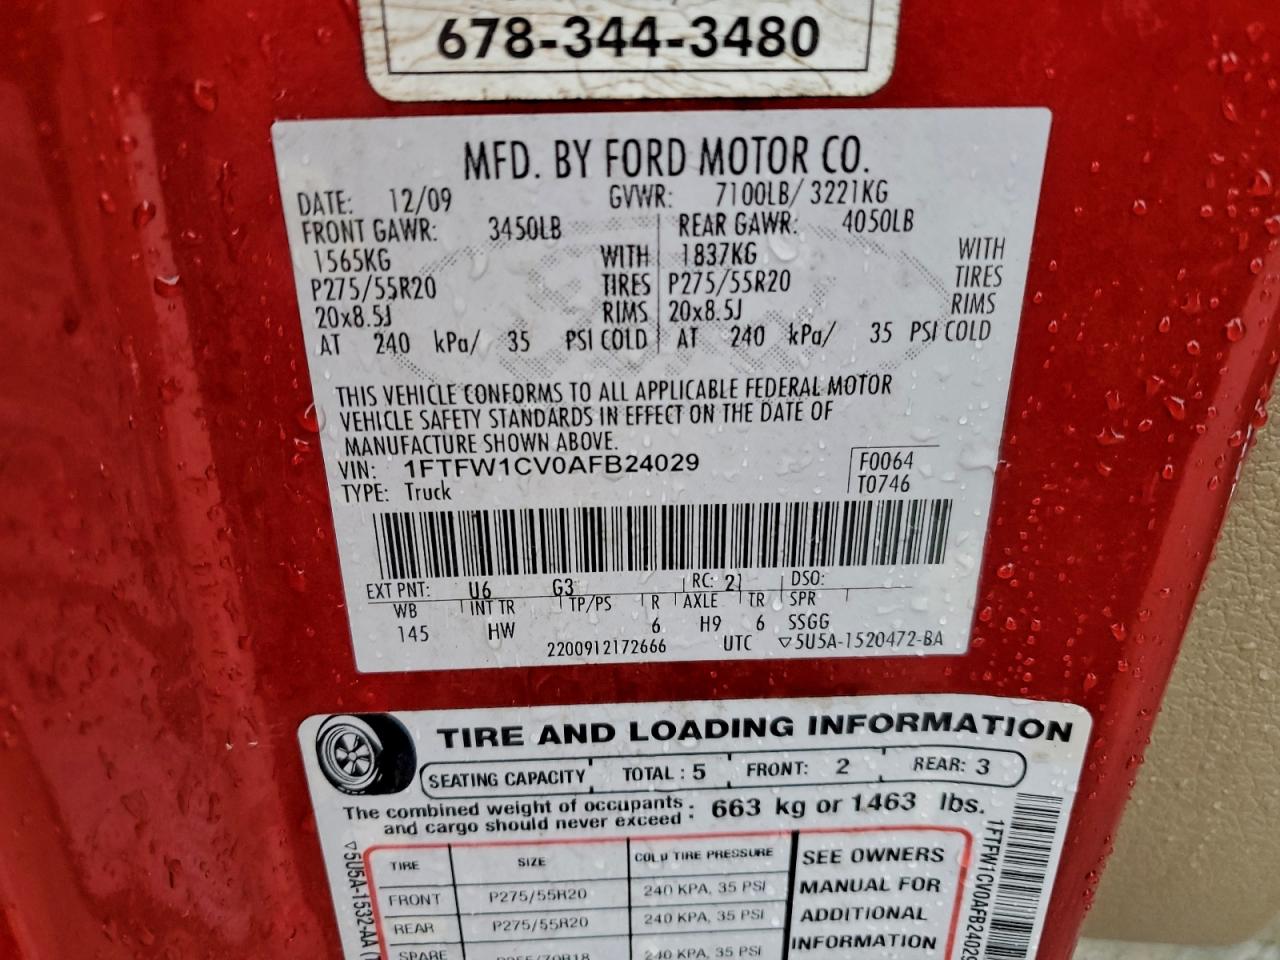 678-344-3480
MFD. BY FORD MOTOR CO.
DATE: 12/09 GVWR: 7100LB/ 3221KG
FRONT GAWR: 3450LB REAR GAWR: 4050LB
1565KG WITH 1837KG WITH
P275/55R20 TIRES P275/55R20 TIRES
20x8.5J RIMS 20x8.5J RIMS
AT 240 kPa/ 35 PSI COLD AT 240 kPa/ 35 PSI COLD
THIS VEHICLE CONFORMS TO ALL APPLICABLE FEDERAL MOTOR
VEHICLE SAFETY STANDARDS IN EFFECT ON THE DATE OF
MANUFACTURE SHOWN ABOVE.
VIN: 1FTFW1CV0AFB24029 F0064
TYPE: Truck T0746
EXT PNT: U6 G3 RC: 21 DSO:
WB INT TR TP/PS R AXLE TR SPR
145 HW 6 H9 6 SSGG
2200912172666 UTC ▽5U5A-1520472-BA
TIRE AND LOADING INFORMATION
SEATING CAPACITY TOTAL : 5 FRONT: 2 REAR: 3
The combined weight of occupants and cargo should never exceed : 663 kg or 1463 lbs.
TIRE SIZE COLD TIRE PRESSURE SEE OWNERS
FRONT P275/55R20 240 KPA, 35 PSI MANUAL FOR
REAR P275/55R20 240 KPA, 35 PSI ADDITIONAL
SPARE 240 KPA, 35 PSI INFORMATION
▽5U5A-1532-AA
1FTFW1CV0AFB24029